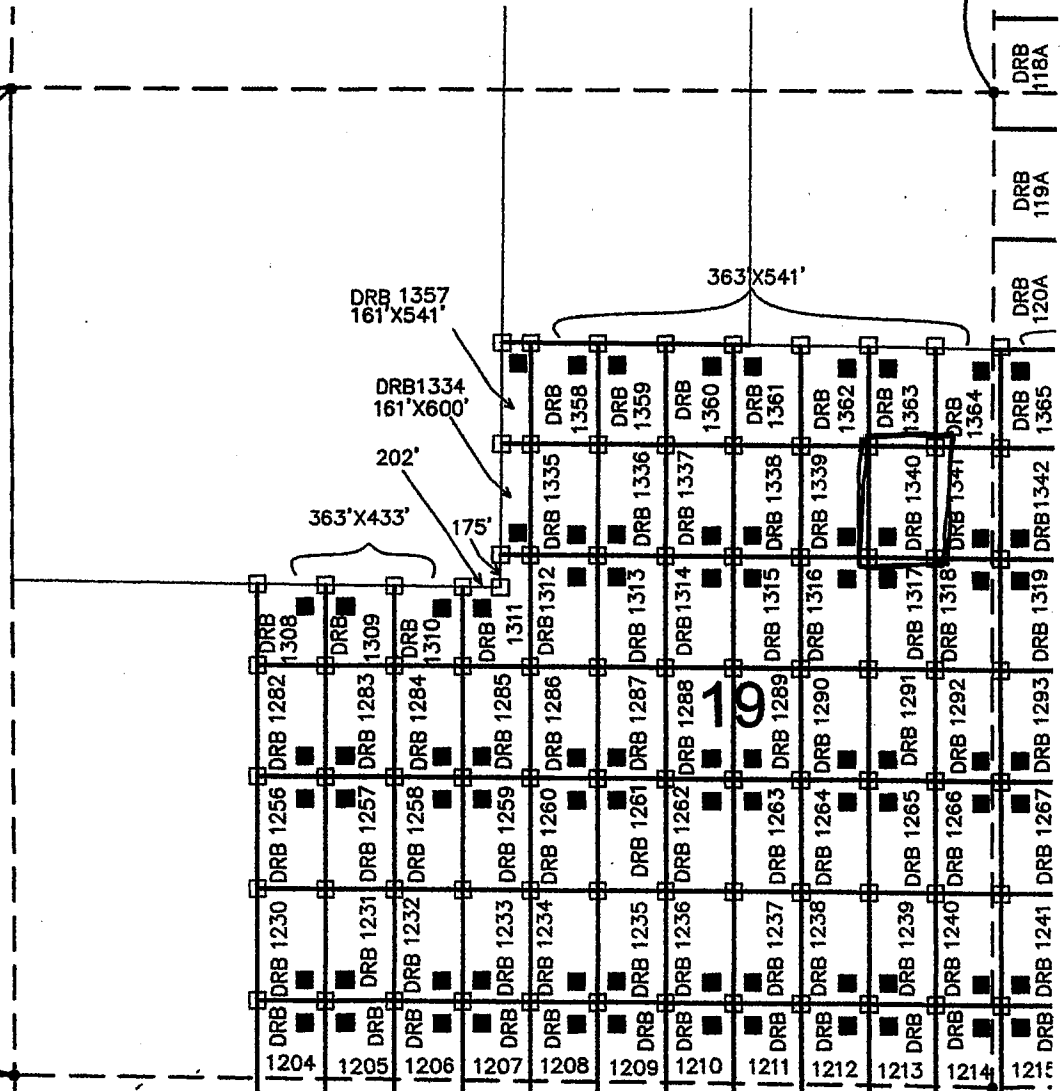 DRB
118A
DRB
119A
DRB
120A
363'X541'
DRB 1357
161'X541'
DRB1334
161'X600'
202'
175'
363'X433'
DRB
1358
DRB
1359
DRB
1360
DRB
1361
DRB
1362
DRB
1363
DRB
1364
DRB
1365
DRB 1335
DRB 1336
DRB 1337
DRB 1338
DRB 1339
DRB 1340
DRB 1341
DRB 1342
DRB
1308
DRB
1309
DRB
1310
DRB
1311
DRB 1312
DRB 1313
DRB 1314
DRB 1315
DRB 1316
DRB 1317
DRB 1318
DRB 1319
DRB 1282
DRB 1283
DRB 1284
DRB 1285
DRB 1286
DRB 1287
DRB 1288
19
DRB 1289
DRB 1290
DRB 1291
DRB 1292
DRB 1293
DRB 1256
DRB 1257
DRB 1258
DRB 1259
DRB 1260
DRB 1261
DRB 1262
DRB 1263
DRB 1264
DRB 1265
DRB 1266
DRB 1267
DRB 1230
DRB 1231
DRB 1232
DRB 1233
DRB 1234
DRB 1235
DRB 1236
DRB 1237
DRB 1238
DRB 1239
DRB 1240
DRB 1241
DRB
1204
DRB
1205
DRB
1206
DRB
1207
DRB
1208
DRB
1209
DRB
1210
DRB
1211
DRB
1212
DRB
1213
DRB
1214
DRB
1215